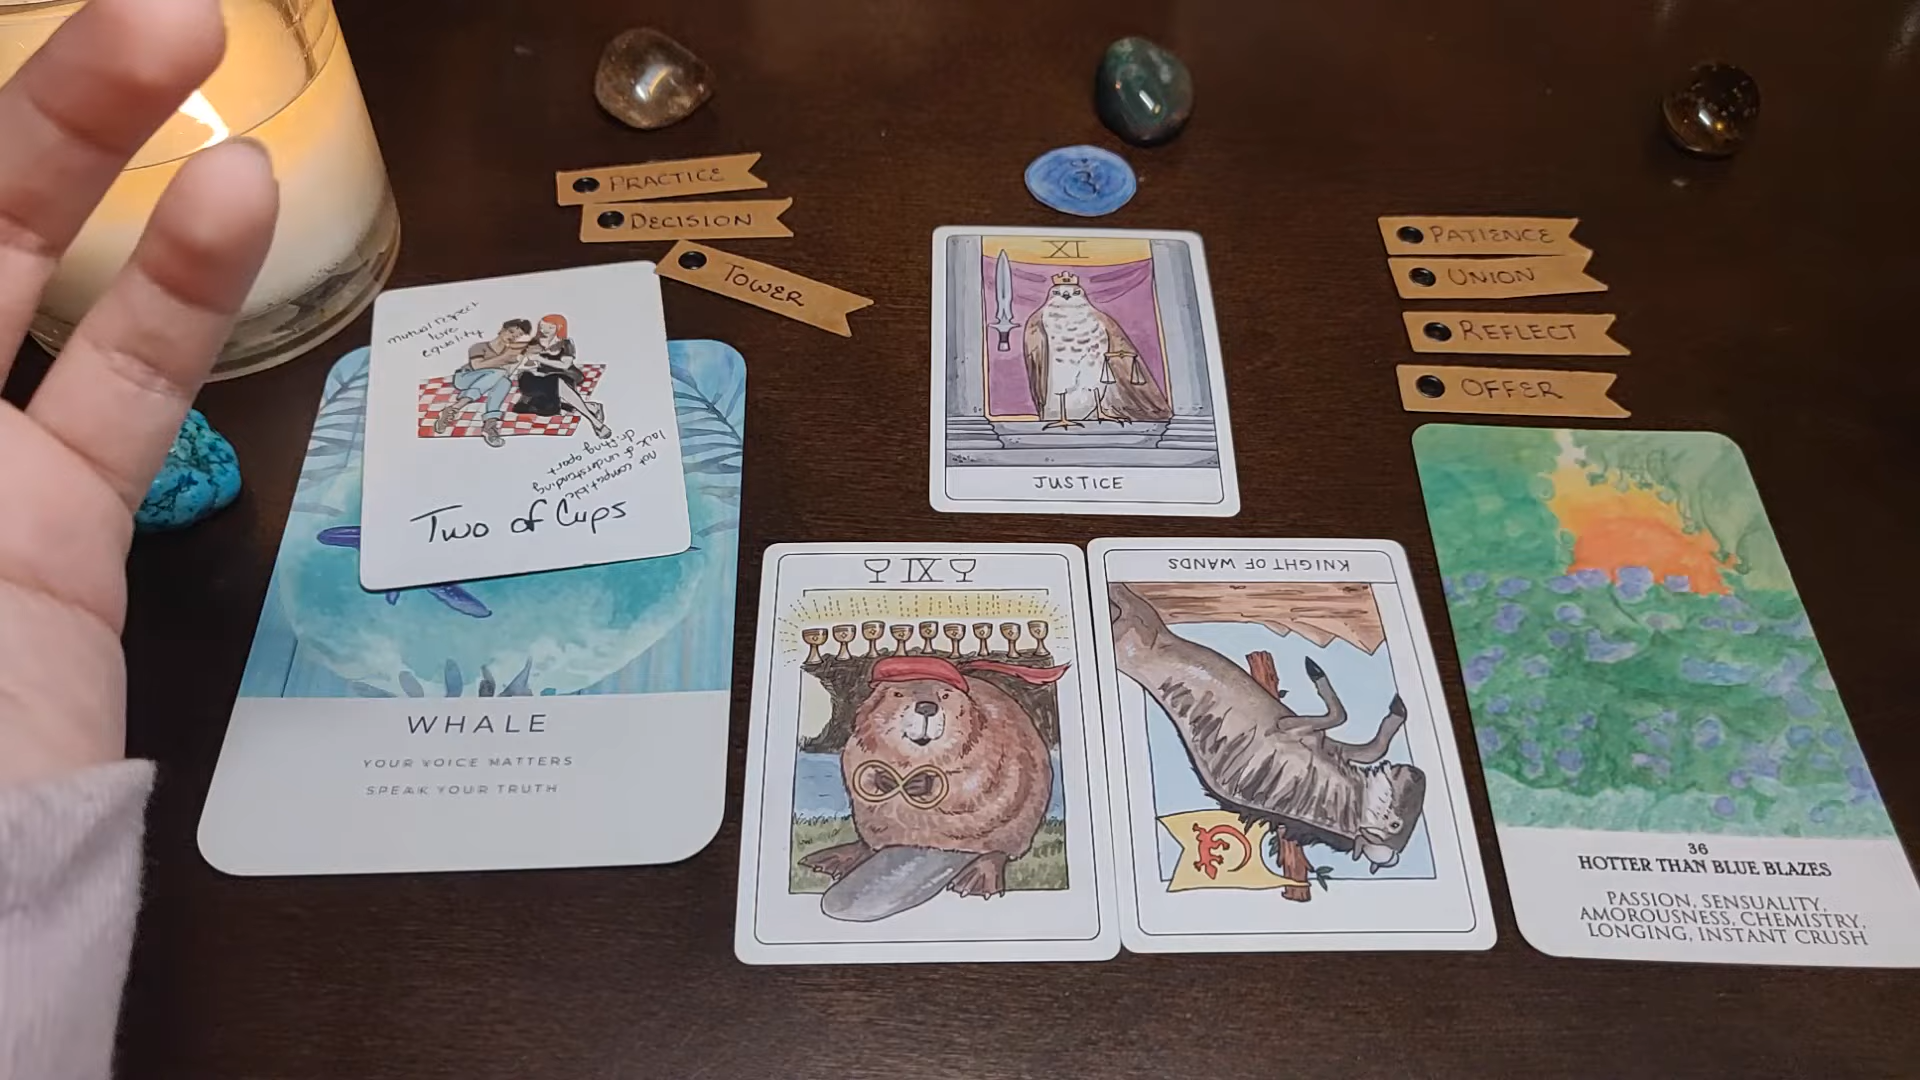 PRACTICE
DECISION
TOWER
PATIENCE
UNION
REFLECT
OFFER
mutual respect
love
equality
not compatible
lack of understanding
drifting apart
Two of Cups
WHALE
YOUR VOICE MATTERS
SPEAK YOUR TRUTH
XI
JUSTICE
IX
KNIGHT OF WANDS
36
HOTTER THAN BLUE BLAZES
PASSION, SENSUALITY,
AMOROUSNESS, CHEMISTRY,
LONGING, INSTANT CRUSH